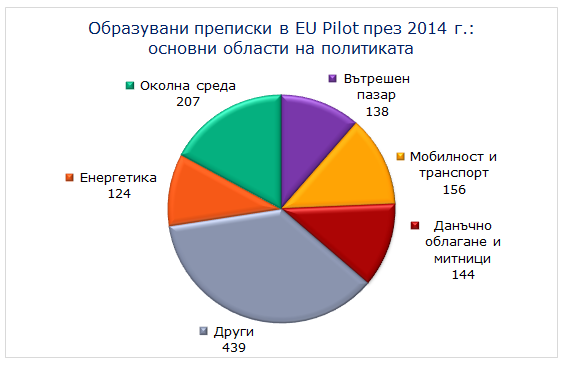 Образувани преписки в EU Pilot през 2014 г.:
основни области на политиката
Околна среда
207
Вътрешен
пазар
138
Мобилност и
транспорт
156
Енергетика
124
Данъчно
облагане и
митници
144
Други
439